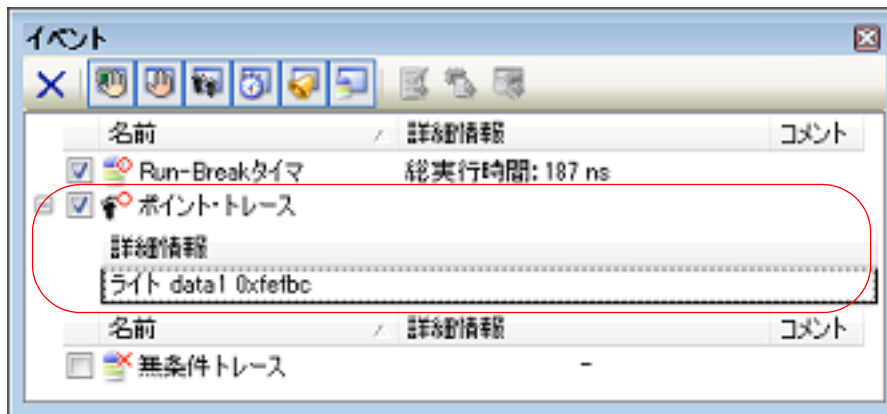 イベント
名前 詳細情報 コメント
Run-Breakタイマ 総実行時間: 187 ns
ポイント・トレース
詳細情報
ライト data1 0xfefbc
名前 詳細情報 コメント
無条件トレース -